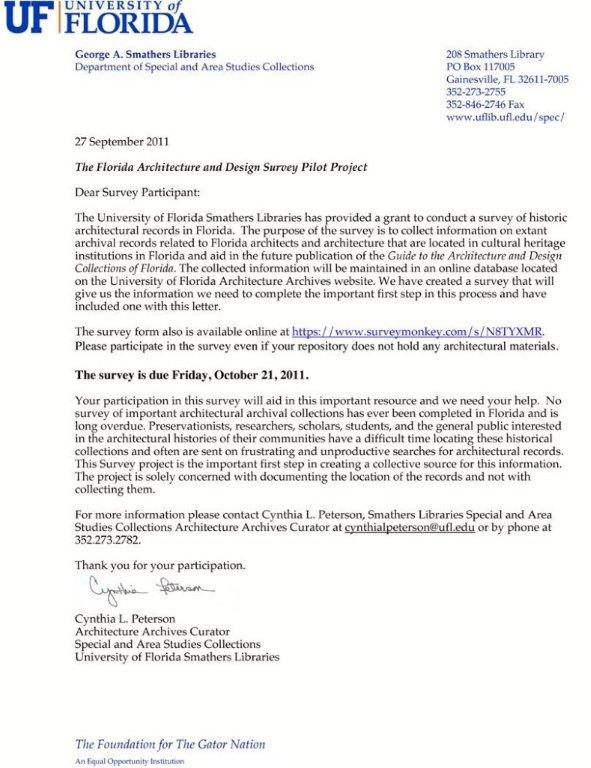 UF | UNIVERSITY of
FLORIDA
George A. Smathers Libraries
Department of Special and Area Studies Collections
208 Smathers Library
PO Box 117005
Gainesville, FL 32611-7005
352-273-2755
352-846-2746 Fax
www.uflib.ufl.edu/spec/
27 September 2011
The Florida Architecture and Design Survey Pilot Project
Dear Survey Participant:
The University of Florida Smathers Libraries has provided a grant to conduct a survey of historic
architectural records in Florida. The purpose of the survey is to collect information on extant
archival records related to Florida architects and architecture that are located in cultural heritage
institutions in Florida and aid in the future publication of the Guide to the Architecture and Design
Collections of Florida. The collected information will be maintained in an online database located
on the University of Florida Architecture Archives website. We have created a survey that will
give us the information we need to complete the important first step in this process and have
included one with this letter.
The survey form also is available online at https://www.surveymonkey.com/s/N8TYXMR.
Please participate in the survey even if your repository does not hold any architectural materials.
The survey is due Friday, October 21, 2011.
Your participation in this survey will aid in this important resource and we need your help. No
survey of important architectural archival collections has ever been completed in Florida and is
long overdue. Preservationists, researchers, scholars, students, and the general public interested
in the architectural histories of their communities have a difficult time locating these historical
collections and often are sent on frustrating and unproductive searches for architectural records.
This Survey project is the important first step in creating a collective source for this information.
The project is solely concerned with documenting the location of the records and not with
collecting them.
For more information please contact Cynthia L. Peterson, Smathers Libraries Special and Area
Studies Collections Architecture Archives Curator at cynthialpeterson@ufl.edu or by phone at
352.273.2782.
Thank you for your participation.
Cynthia Peterson
Cynthia L. Peterson
Architecture Archives Curator
Special and Area Studies Collections
University of Florida Smathers Libraries
The Foundation for The Gator Nation
An Equal Opportunity Institution